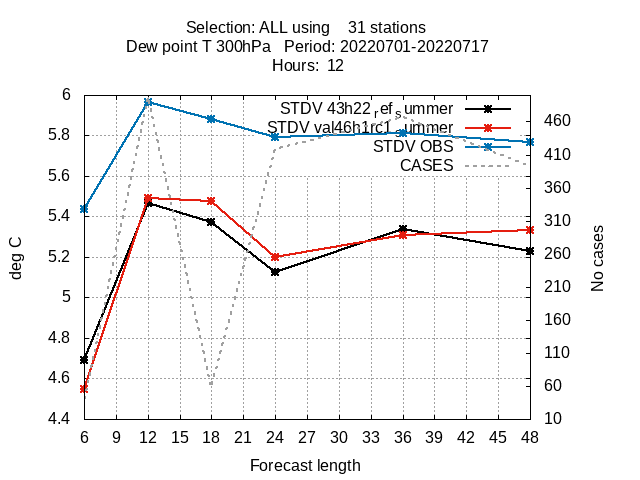 Selection: ALL using 31 stations
Dew point T 300hPa Period: 20220701-20220717
Hours: 12
STDV 43h22refsummer
STDV
STDV OBS
CASES
6
5.8
5.6
5.4
5.2
5
4.8
4.6
4.4
460
410
360
310
260
210
160
110
60
10
deg C
No cases
6 9 12 15 18 21 24 27 30 33 36 39 42 45 48
Forecast length